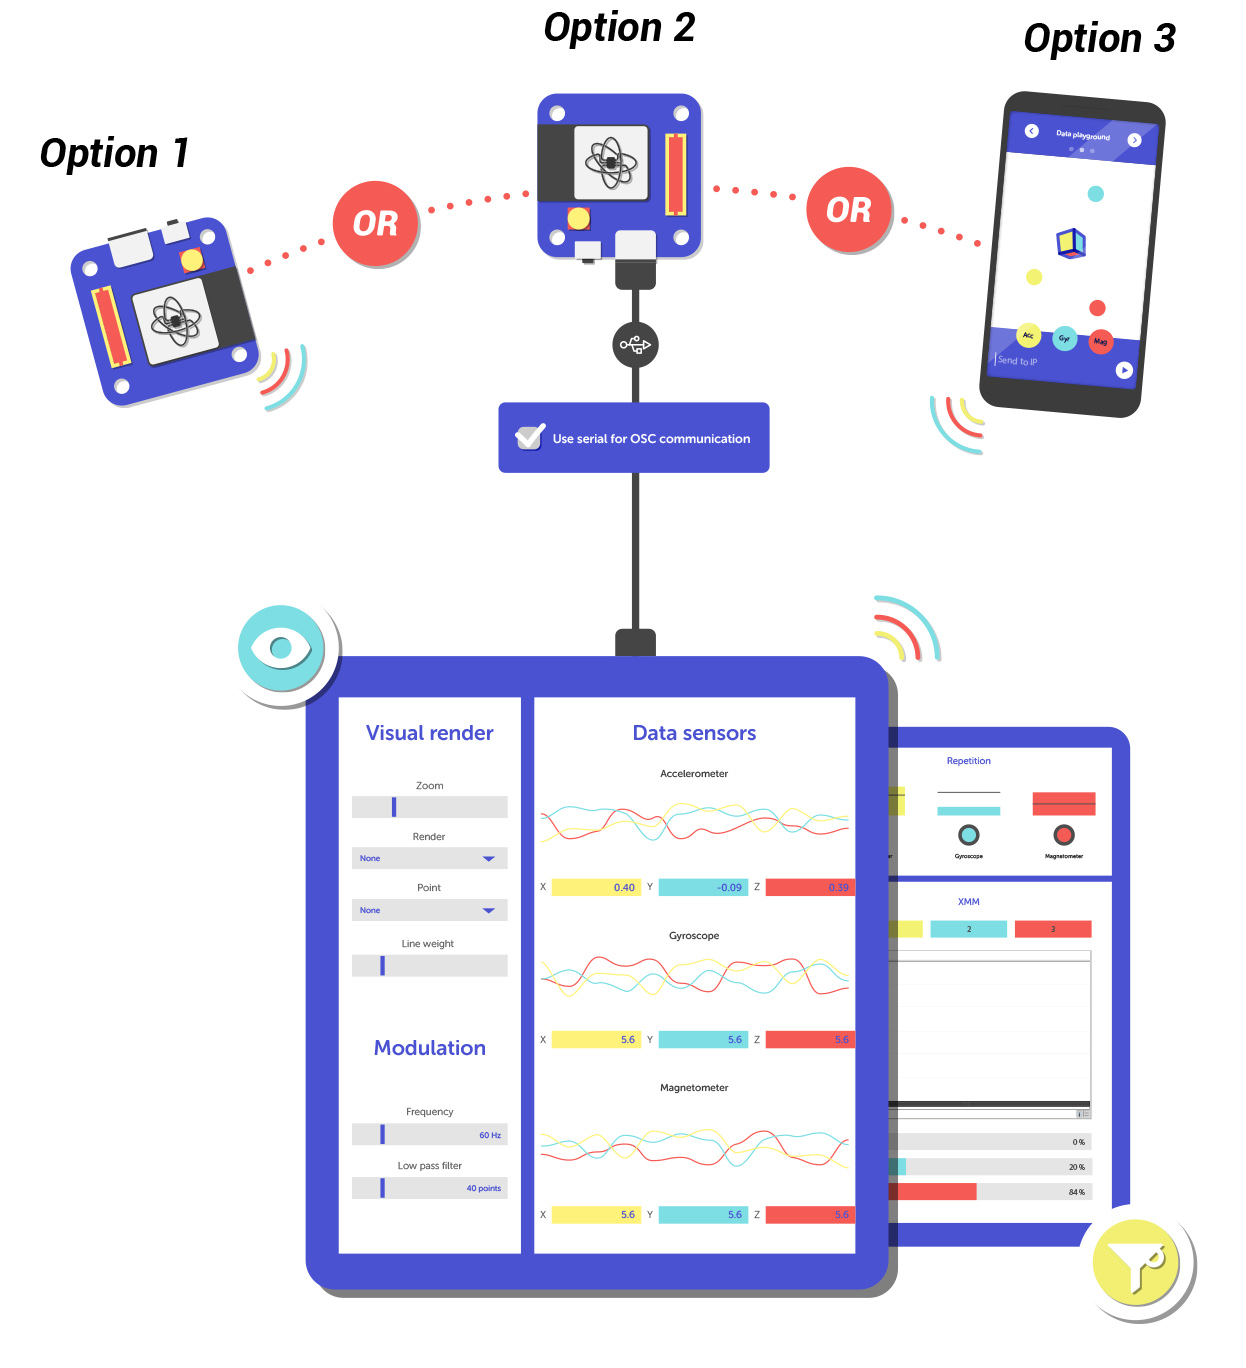 Option 2
Option 3
Option 1
OR
OR
Data playground
Acc
Gyr
Mag
Send to IP
Use serial for OSC communication
Visual render
Zoom
Render
None
Point
None
Line weight
Modulation
Frequency
60 Hz
Low pass filter
40 points
Data sensors
Accelerometer
X 0.40 Y -0.09 Z 0.39
Gyroscope
X 5.6 Y 5.6 Z 5.6
Magnetometer
X 5.6 Y 5.6 Z 5.6
Repetition
Gyroscope
Magnetometer
XMM
2 3
0 %
20 %
84 %